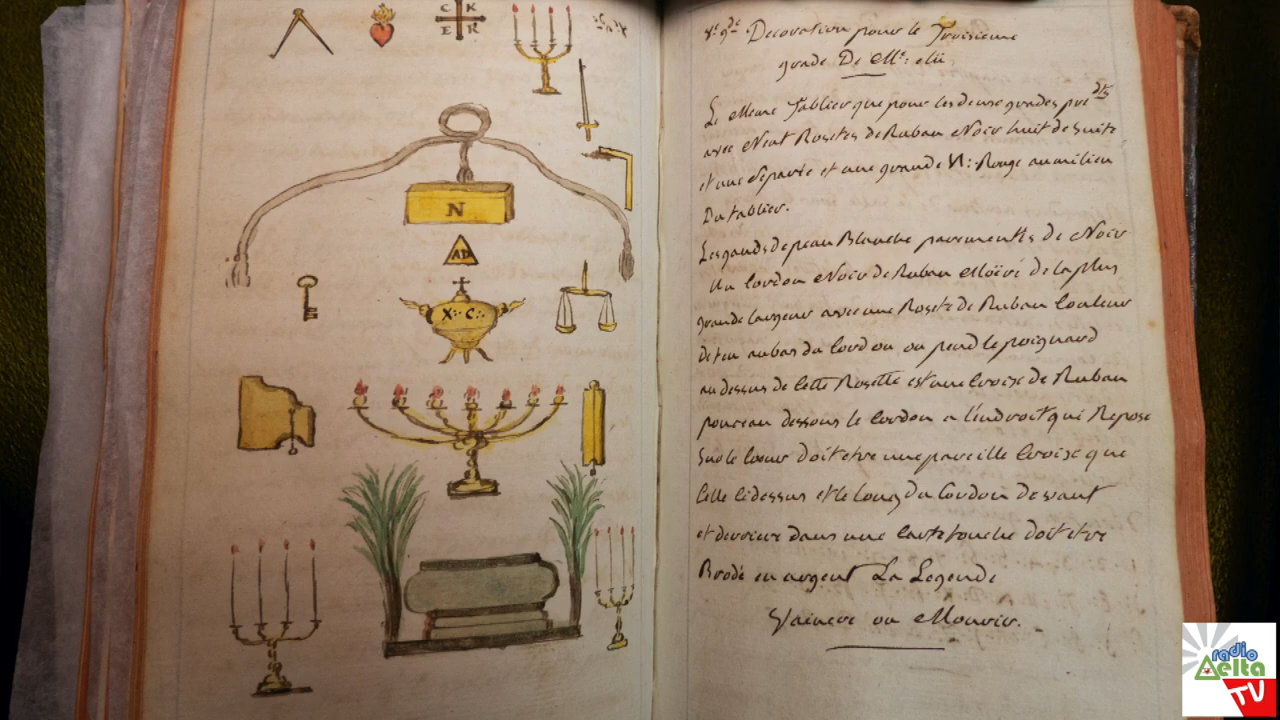 C K
E R
N
AD
X·: C·:
Decoration pour le Troisieme
grade De M^e: elû
Le Meme Tablier que pour les deux grades pre^dts
avec Neuf Rosettes de Ruban Noir huit de suite
et une Separée et une grande N: Rouge au milieu
Du tablier.
Les gands de peau Blanche parements de Noir
Un Cordon Noir de Ruban Moiré de la plus
grande largeur avec une Rosete de Ruban Couleur
de feu au bas du Cordon, ou pend le poignard
au dessus de Cette Rosette est une Croix de Ruban
ponceau dessous le Cordon a l'endroit qui Repose
Sur le Coeur doit etre une pareille Croix que
Celle Cidessus et le Long du Cordon devant
et derriere dans une Cartetouche doit etre
Brodé en argent La Legende
Vaincre ou Mourir.
radio
Delta
TV